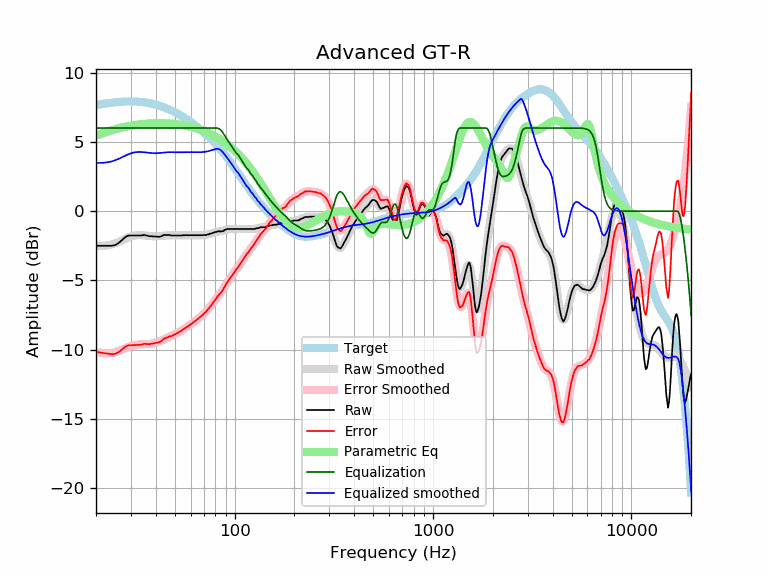 Advanced GT-R
Amplitude (dBr)
10
5
0
−5
−10
−15
−20
Target
Raw Smoothed
Error Smoothed
Raw
Error
Parametric Eq
Equalization
Equalized smoothed
100
1000
10000
Frequency (Hz)